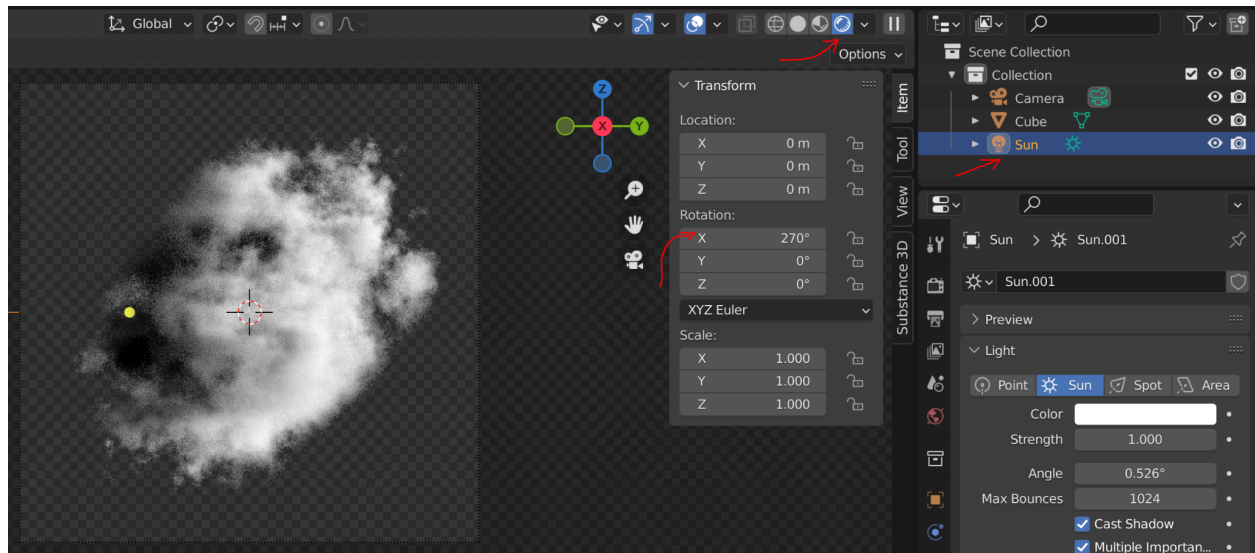 Global
Options
Transform
Location:
X 0 m
Y 0 m
Z 0 m
Rotation:
X 270°
Y 0°
Z 0°
XYZ Euler
Scale:
X 1.000
Y 1.000
Z 1.000
Z
X
Y
Item
Tool
View
Substance 3D
Scene Collection
Collection
Camera
Cube
Sun
Sun > Sun.001
Sun.001
Preview
Light
Point Sun Spot Area
Color
Strength 1.000
Angle 0.526°
Max Bounces 1024
Cast Shadow
Multiple Importan...